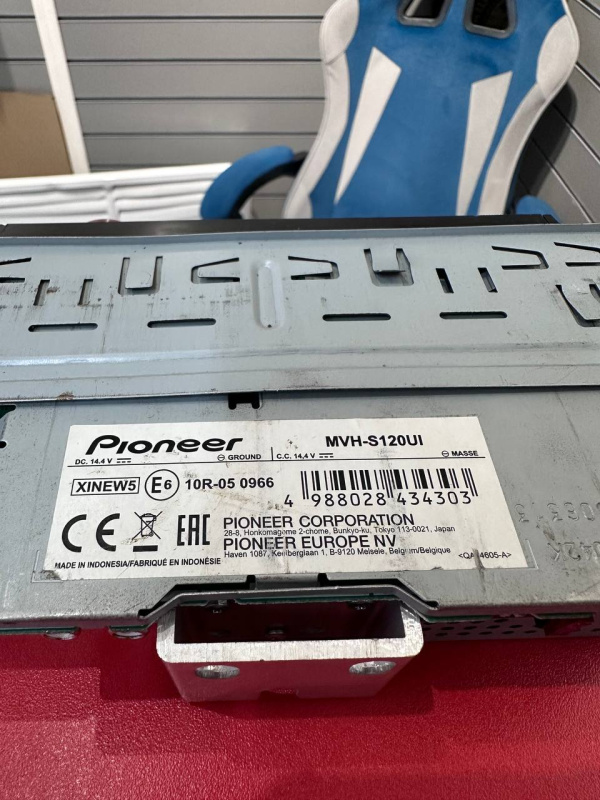 Pioneer MVH-S120UI
DC. 14.4 V ⎓ ⊖ GROUND C.C. 14,4 V ⎓ ⊖ MASSE
XINEW5 E6 10R-05 0966
4 988028 434303
CE EAC PIONEER CORPORATION
28-8, Honkomagome 2-chome, Bunkyo-ku, Tokyo 113-0021, Japan
PIONEER EUROPE NV
Haven 1087, Keetberglaan 1, B-9120 Melsele, Belgium/Belgique
MADE IN INDONESIA/FABRIQUÉ EN INDONÉSIE